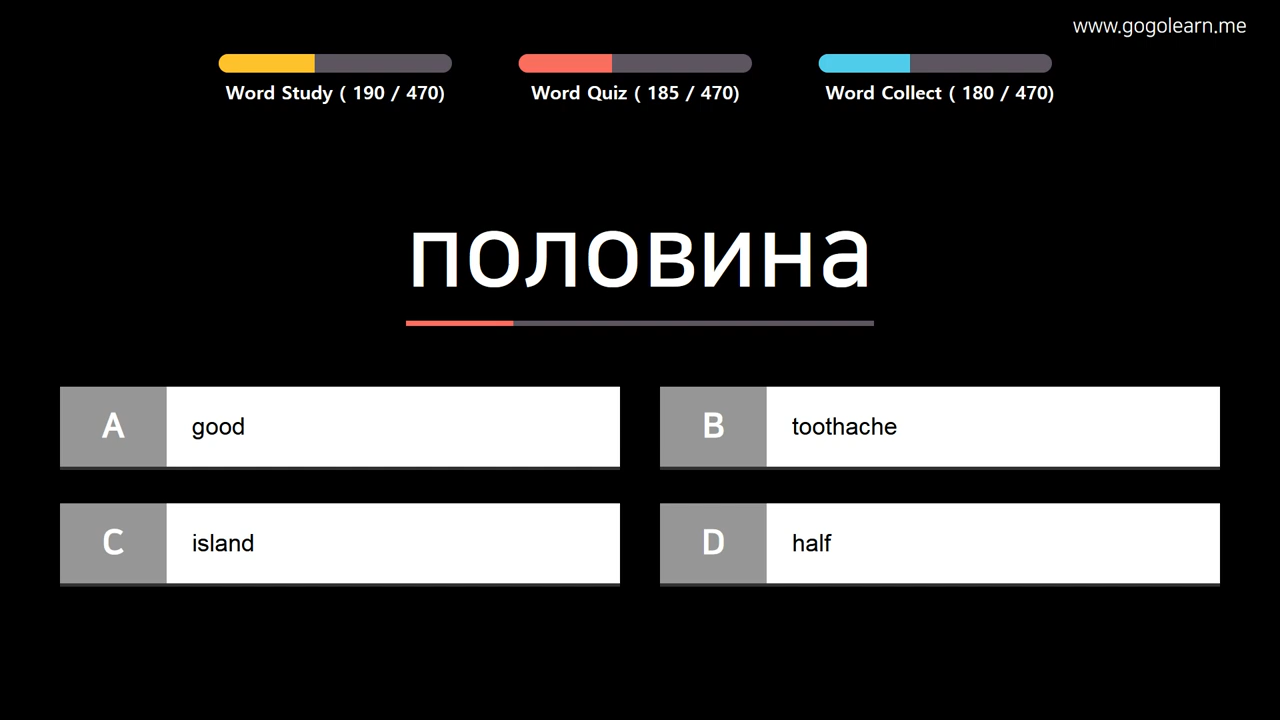 www.gogolearn.me
Word Study ( 190 / 470)
Word Quiz ( 185 / 470)
Word Collect ( 180 / 470)
половина
A good
B toothache
C island
D half